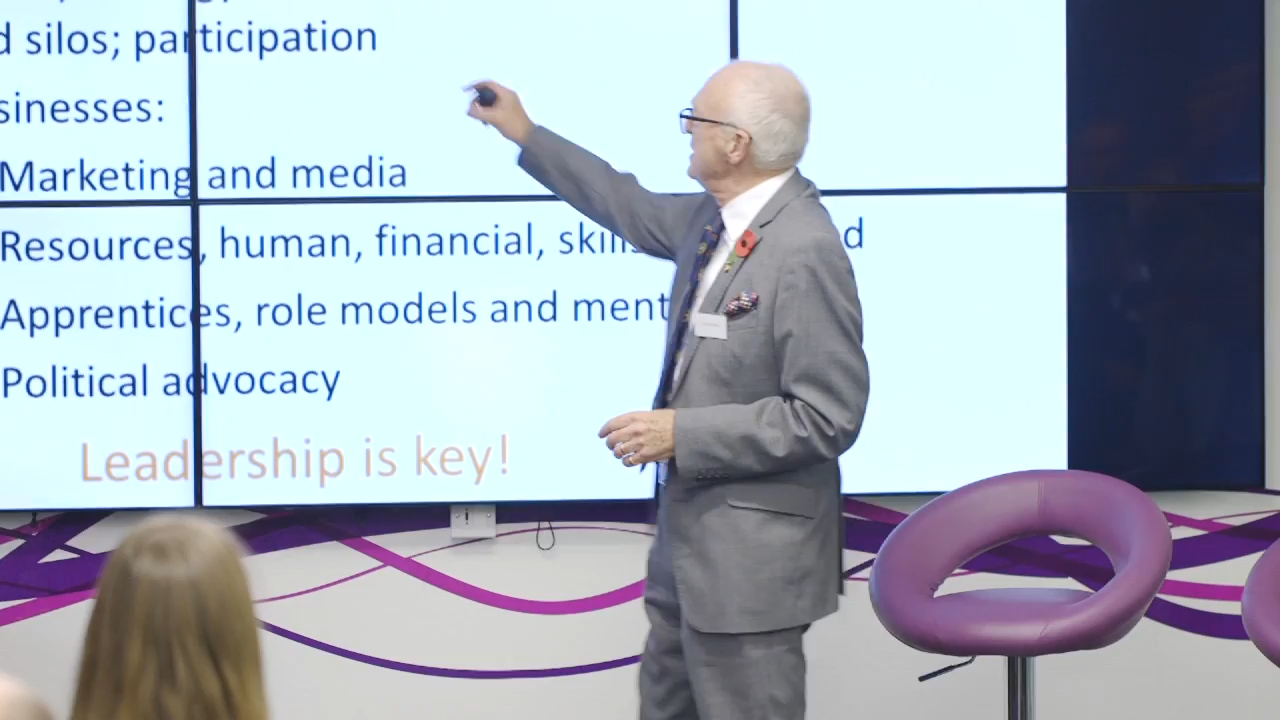 d silos; participation
sinesses:
Marketing and media
Resources, human, financial, skills d
Apprentices, role models and ment
Political advocacy
Leadership is key!